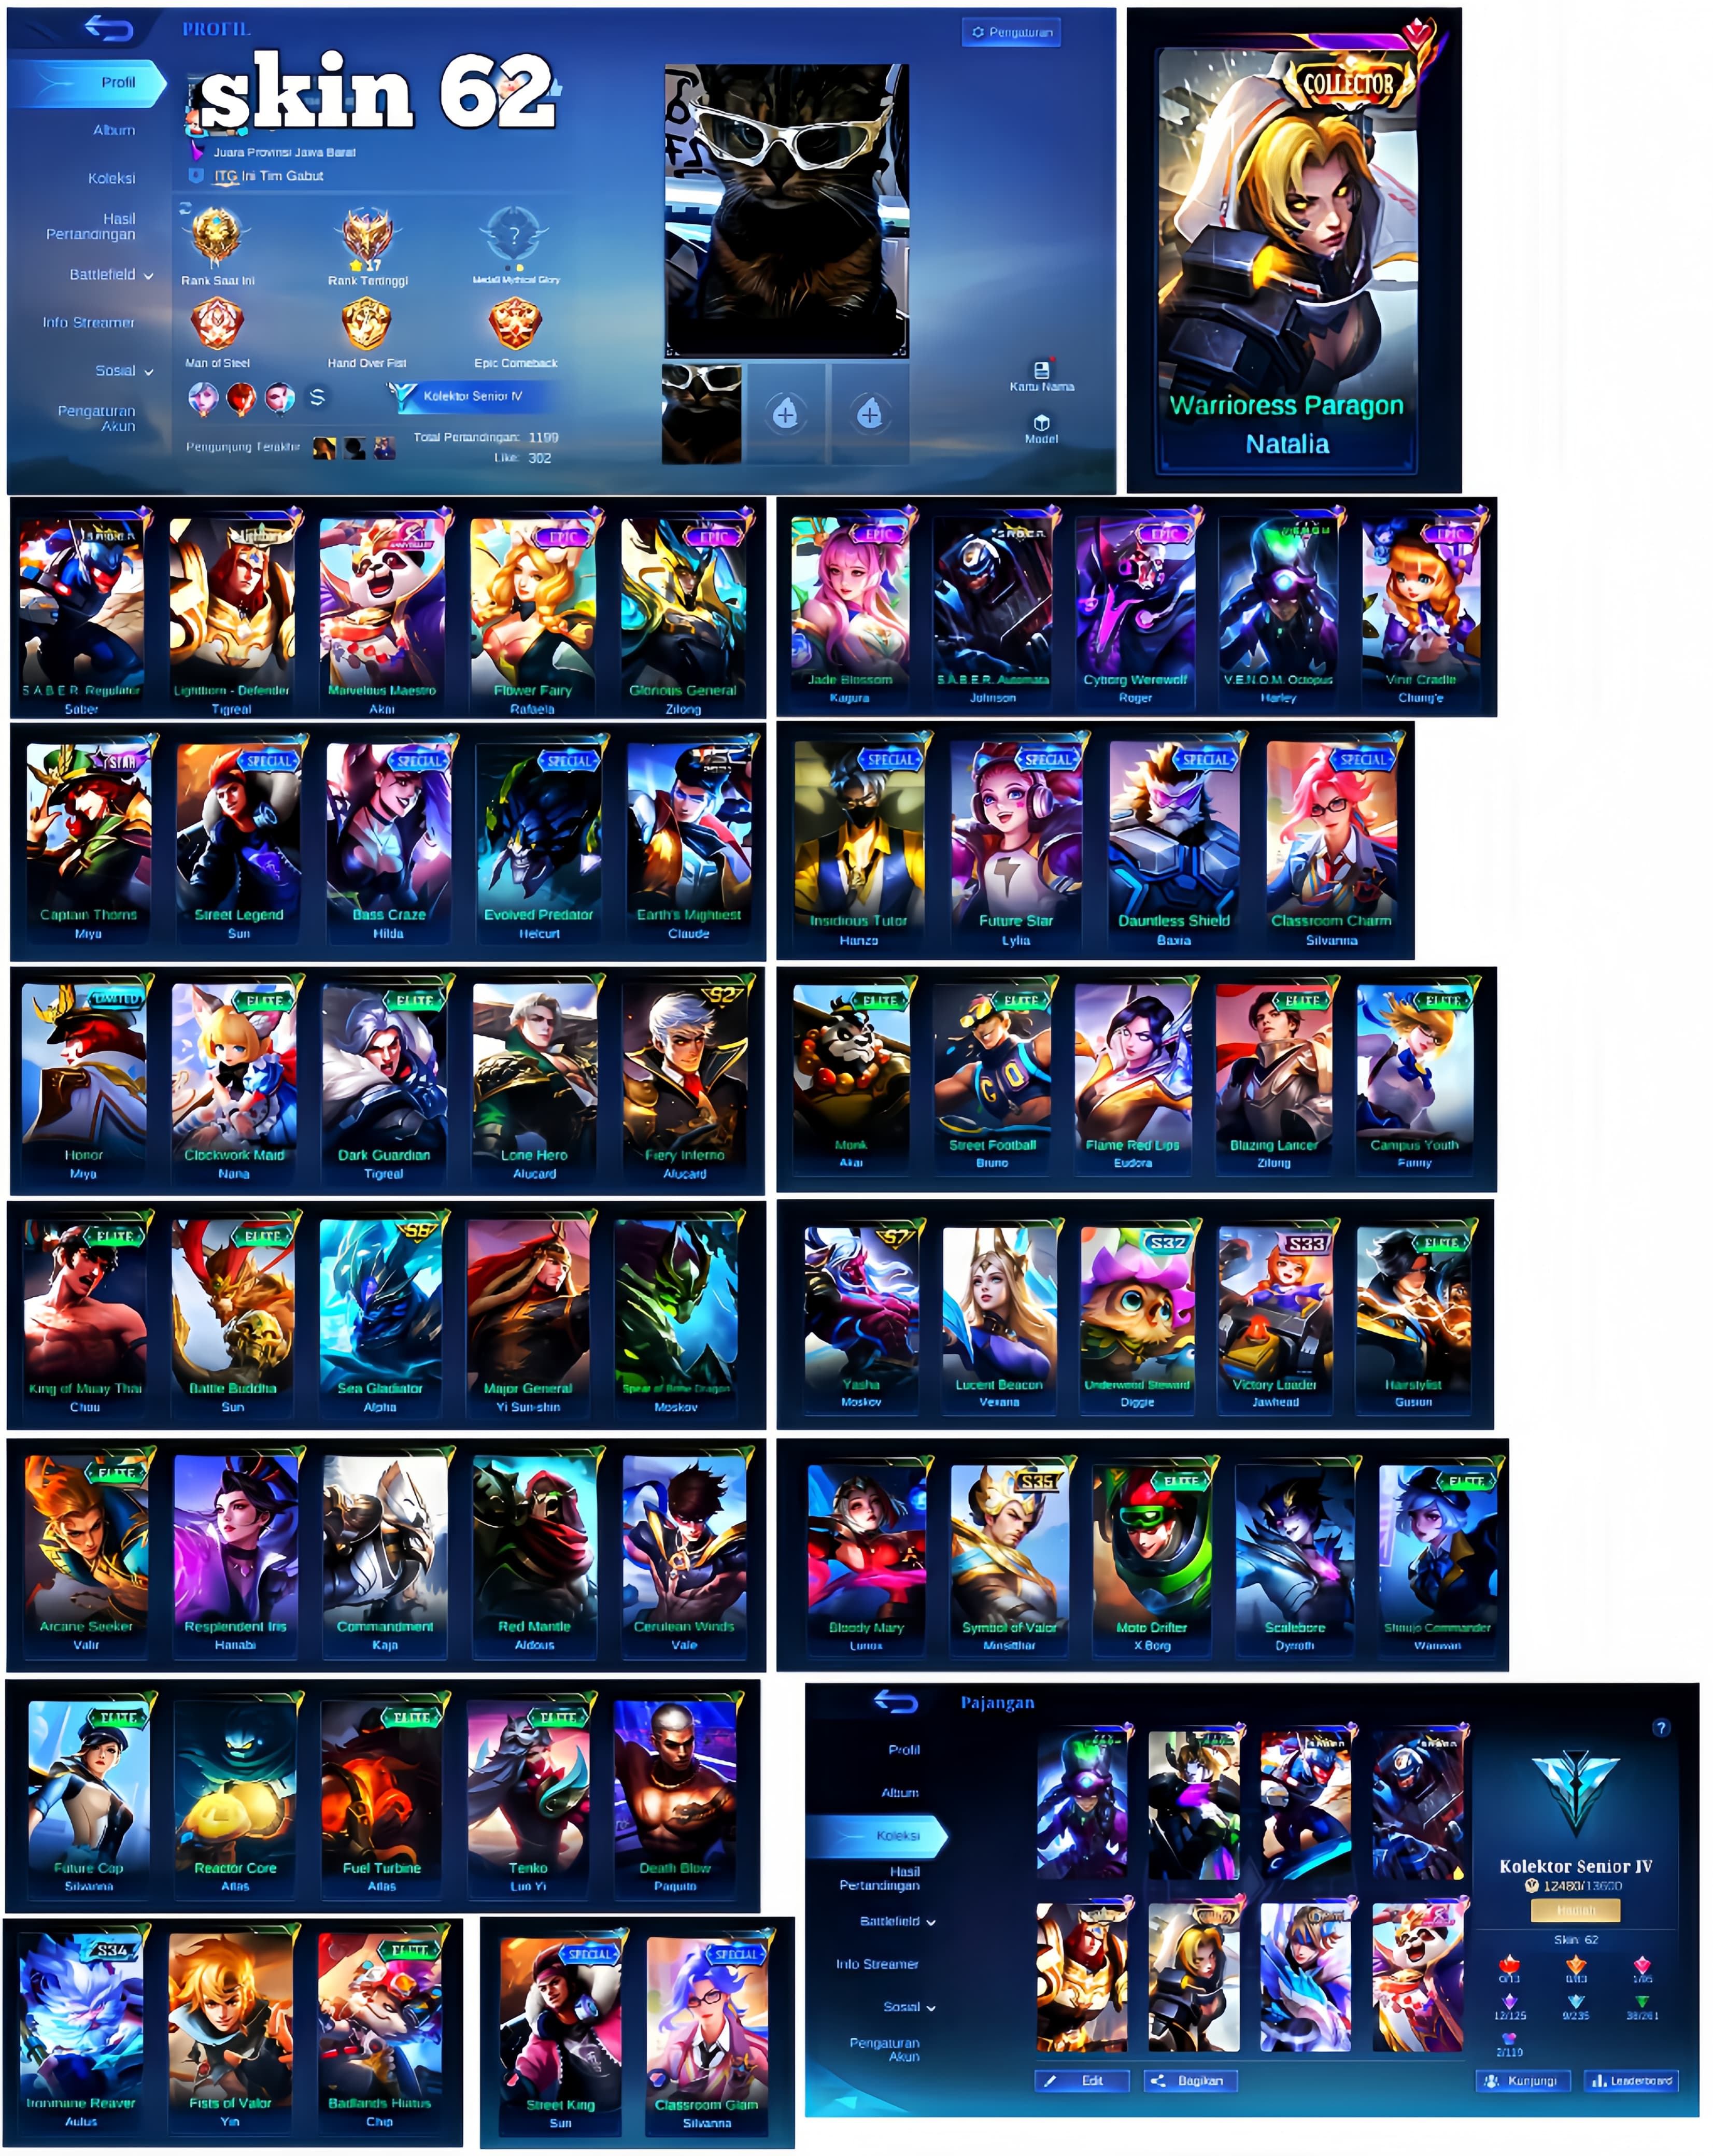 PROFIL
Pengaturan
skin 62
Profil
Album
Koleksi
Hasil
Pertandingan
Battlefield
Info Streamer
Sosial
Pengaturan
Akun
Juara Provinsi Jawa Barat
ITG Ini Tim Gabut
17
Rank Saat Ini
Rank Tertinggi
Medali Mythical Glory
Man of Steel
Hand Over Fist
Epic Comeback
Kolektor Senior IV
Pengunjung Terakhir
Total Pertandingan: 1199
Like: 302
Kartu Nama
Model
COLLECTOR
Warrioress Paragon
Natalia
S.A.B.E.R. Regulator
Saber
Lightborn - Defender
Tigreal
Marvelous Maestro
Akai
EPIC
Flower Fairy
Rafaela
EPIC
Glorious General
Zilong
EPIC
Jade Blossom
Kagura
S.A.B.E.R. Automata
Johnson
EPIC
Cyborg Werewolf
Roger
V.E.N.O.M. Octopus
Harley
EPIC
Vine Cradle
Chang'e
STAR
Captain Thorns
Miya
SPECIAL
Street Legend
Sun
SPECIAL
Bass Craze
Hilda
SPECIAL
Evolved Predator
Helcurt
Earth's Mightiest
Claude
SPECIAL
Insidious Tutor
Hanzo
SPECIAL
Future Star
Lylia
SPECIAL
Dauntless Shield
Baxia
SPECIAL
Classroom Charm
Silvanna
LIMITED
Honor
Miya
ELITE
Clockwork Maid
Nana
ELITE
Dark Guardian
Tigreal
Lone Hero
Alucard
S2
Fiery Inferno
Alucard
ELITE
Monk
Akai
ELITE
Street Football
Bruno
Flame Red Lips
Eudora
ELITE
Blazing Lancer
Zilong
ELITE
Campus Youth
Fanny
ELITE
King of Muay Thai
Chou
ELITE
Battle Buddha
Sun
Sea Gladiator
Alpha
Major General
Yi Sun-shin
Spear of Bone Dragon
Moskov
S7
Yasha
Moskov
Lucent Beacon
Vexana
S32
Underwood Steward
Diggie
S33
Victory Loader
Jawhead
ELITE
Hairstylist
Gusion
ELITE
Arcane Seeker
Valir
Resplendent Iris
Hanabi
Commandment
Kaja
Red Mantle
Aldous
Cerulean Winds
Vale
Bloody Mary
Lunox
S35
Symbol of Valor
Minsitthar
ELITE
Moto Drifter
X.Borg
Scalebore
Dyrroth
ELITE
Shoujo Commander
Wanwan
ELITE
Future Cop
Silvanna
Reactor Core
Atlas
ELITE
Fuel Turbine
Atlas
ELITE
Tenko
Luo Yi
Death Blow
Paquito
S34
Ironmane Reaver
Aulus
Fists of Valor
Yin
ELITE
Badlands Hiatus
Chip
SPECIAL
Street King
Sun
SPECIAL
Classroom Glam
Silvanna
Pajangan
Profil
Album
Koleksi
Hasil
Pertandingan
Battlefield
Info Streamer
Sosial
Pengaturan
Akun
Edit
Bagikan
Kolektor Senior IV
12480/13600
Hadiah
Skin: 62
12/125
9/235
38/261
2/119
Kunjungi
Leaderboard